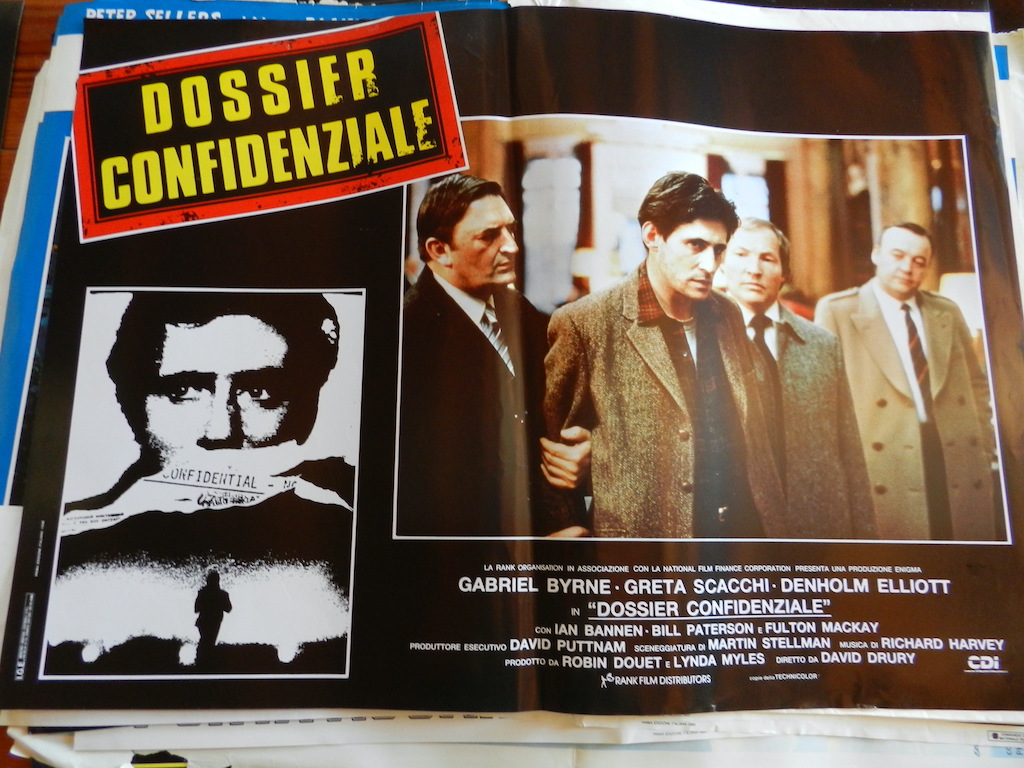 PETER SELLERS
DOSSIER
CONFIDENZIALE
CONFIDENTIAL
LA RANK ORGANISATION IN ASSOCIAZIONE CON LA NATIONAL FILM FINANCE CORPORATION PRESENTA UNA PRODUZIONE ENIGMA
GABRIEL BYRNE · GRETA SCACCHI · DENHOLM ELLIOTT
IN "DOSSIER CONFIDENZIALE"
CON IAN BANNEN · BILL PATERSON E FULTON MACKAY
PRODUTTORE ESECUTIVO DAVID PUTTNAM SCENEGGIATURA DI MARTIN STELLMAN MUSICA DI RICHARD HARVEY
PRODOTTO DA ROBIN DOUET E LYNDA MYLES DIRETTO DA DAVID DRURY
CDi
RANK FILM DISTRIBUTORS
copie della TECHNICOLOR